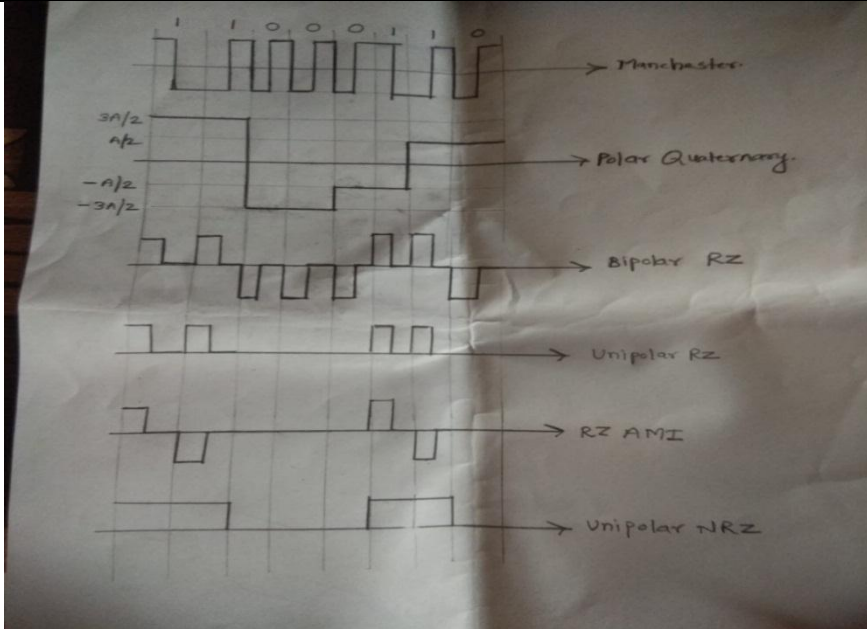 1 1 0 0 0 1 1 0
Manchester.
3A/2
A/2
Polar Quaternary.
-A/2
-3A/2
Bipolar RZ
Unipolar RZ
RZ AMI
Unipolar NRZ